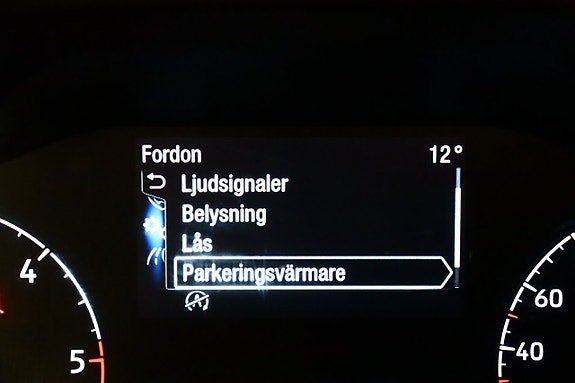 Fordon 12°
Ljudsignaler
Belysning
Lås
Parkeringsvärmare
A
4
5
60
40